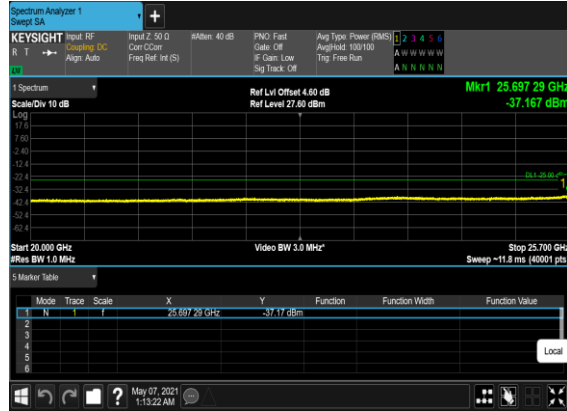 Spectrum Analyzer 1
Swept SA
+
KEYSIGHT Input: RF Input Z: 50 Ω #Atten: 40 dB PNO: Fast Avg Type: Power (RMS) 1 2 3 4 5 6
R T Coupling: DC Corr CCorr Gate: Off Avg|Hold: 100/100 A W W W W W
Align: Auto Freq Ref: Int (S) IF Gain: Low Trig: Free Run
LW Sig Track: Off A N N N N N
1 Spectrum Ref Lvl Offset 4.60 dB Mkr1 25.697 29 GHz
Scale/Div 10 dB Ref Level 27.60 dBm -37.167 dBm
Log
17.6
7.60
-2.40
-12.4
-22.4 DL1 -25.00
-32.4 1
-42.4
-52.4
-62.4
Start 20.000 GHz Video BW 3.0 MHz* Stop 25.700 GHz
#Res BW 1.0 MHz Sweep ~11.8 ms (40001 pts
5 Marker Table
Mode Trace Scale X Y Function Function Width Function Value
1 N 1 f 25.697 29 GHz -37.17 dBm
2
3
4
5
6
Local
? May 07, 2021
1:13:22 AM